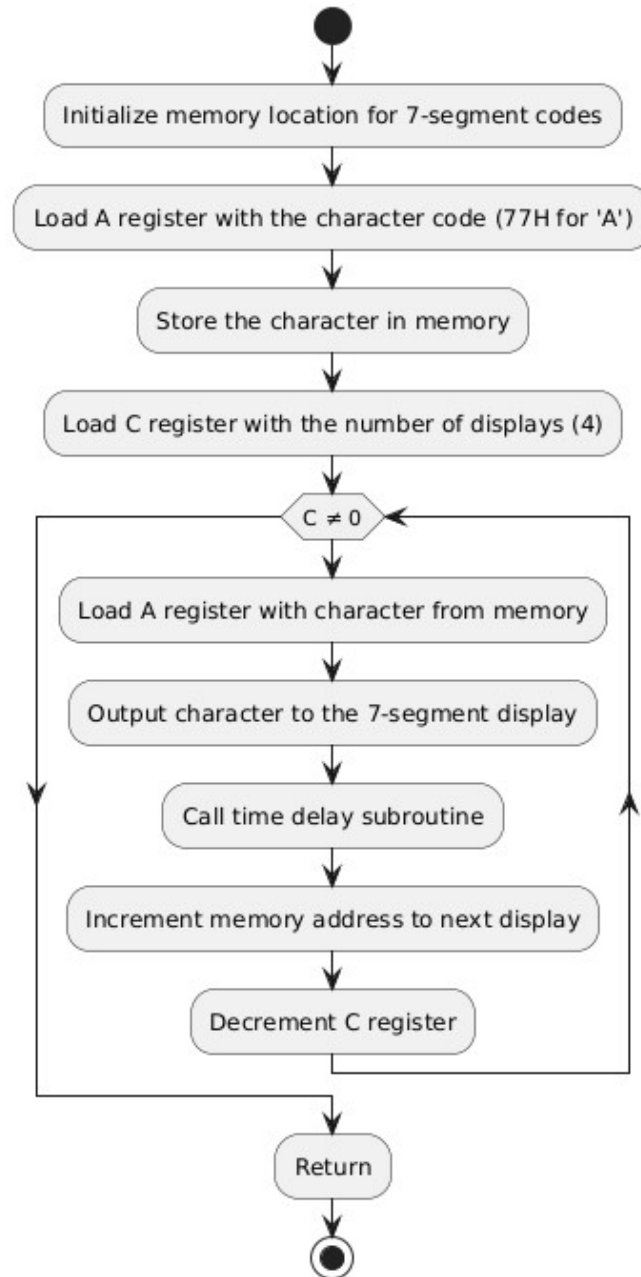 Initialize memory location for 7-segment codes
Load A register with the character code (77H for 'A')
Store the character in memory
Load C register with the number of displays (4)
C ≠ 0
Load A register with character from memory
Output character to the 7-segment display
Call time delay subroutine
Increment memory address to next display
Decrement C register
Return